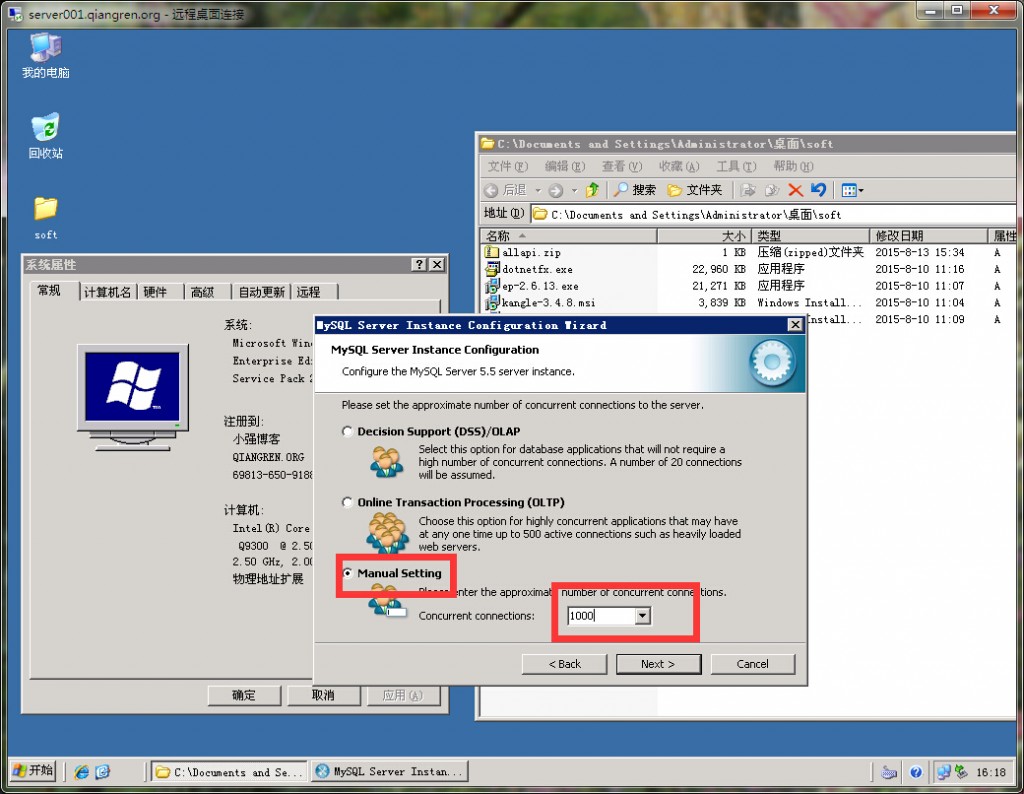 server001.qiangren.org - 远程桌面连接
我的电脑
回收站
soft
C:\Documents and Settings\Administrator\桌面\soft
文件(F) 编辑(E) 查看(V) 收藏(A) 工具(T) 帮助(H)
后退 搜索 文件夹
地址(D) C:\Documents and Settings\Administrator\桌面\soft
名称 大小 类型 修改日期 属性
allapi.zip 1 KB 压缩(zipped)文件夹 2015-8-13 15:34 A
dotnetfx.exe 22,960 KB 应用程序 2015-8-10 11:16 A
ep-2.6.13.exe 21,271 KB 应用程序 2015-8-10 11:07 A
kangle-3.4.8.msi 3,839 KB Windows Install... 2015-8-10 11:04 A
Install... 2015-8-10 11:09 A
系统属性
常规 计算机名 硬件 高级 自动更新 远程
系统:
Microsoft Win
Enterprise Ed
Service Pack
注册到:
小强博客
QIANGREN.ORG
69813-650-918
计算机:
Intel(R) Core
Q9300 @ 2.50
2.50 GHz, 2.00
物理地址扩展
确定 取消 应用(A)
MySQL Server Instance Configuration Wizard
MySQL Server Instance Configuration
Configure the MySQL Server 5.5 server instance.
Please set the approximate number of concurrent connections to the server.
Decision Support (DSS)/OLAP
Select this option for database applications that will not require a
high number of concurrent connections. A number of 20 connections
will be assumed.
Online Transaction Processing (OLTP)
Choose this option for highly concurrent applications that may have
at any one time up to 500 active connections such as heavily loaded
web servers.
Manual Setting
Please enter the approximate number of concurrent connections.
Concurrent connections: 1000
< Back Next > Cancel
开始 C:\Documents and Se... MySQL Server Instan... 16:18